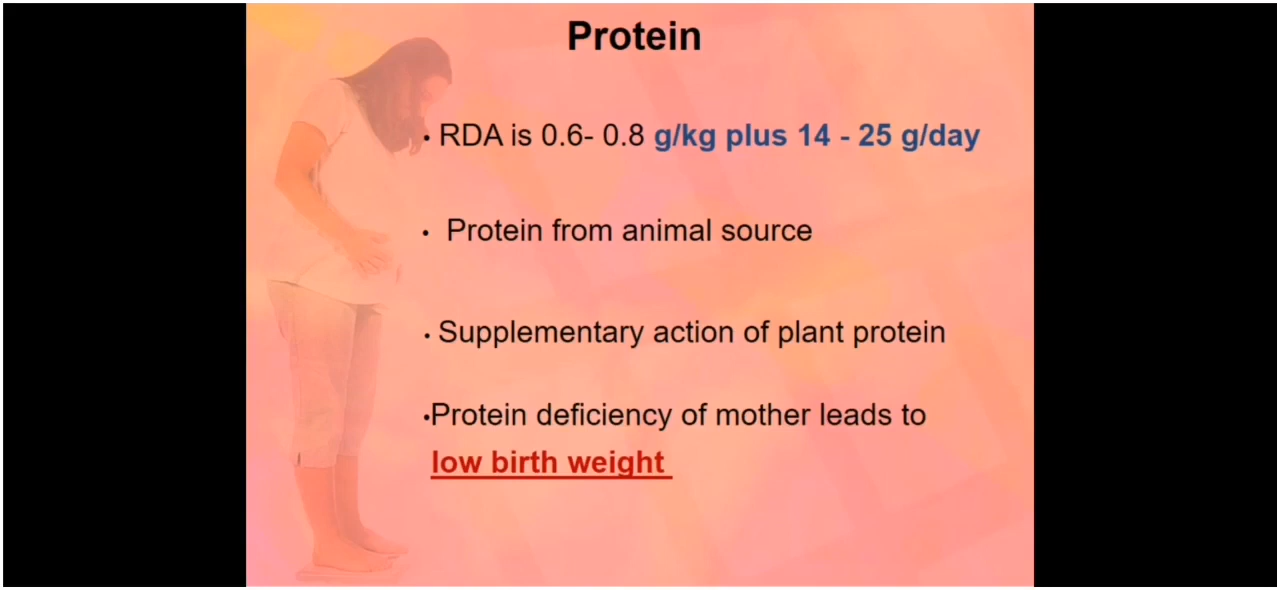 Protein
• RDA is 0.6- 0.8 g/kg plus 14 - 25 g/day
• Protein from animal source
• Supplementary action of plant protein
•Protein deficiency of mother leads to
low birth weight